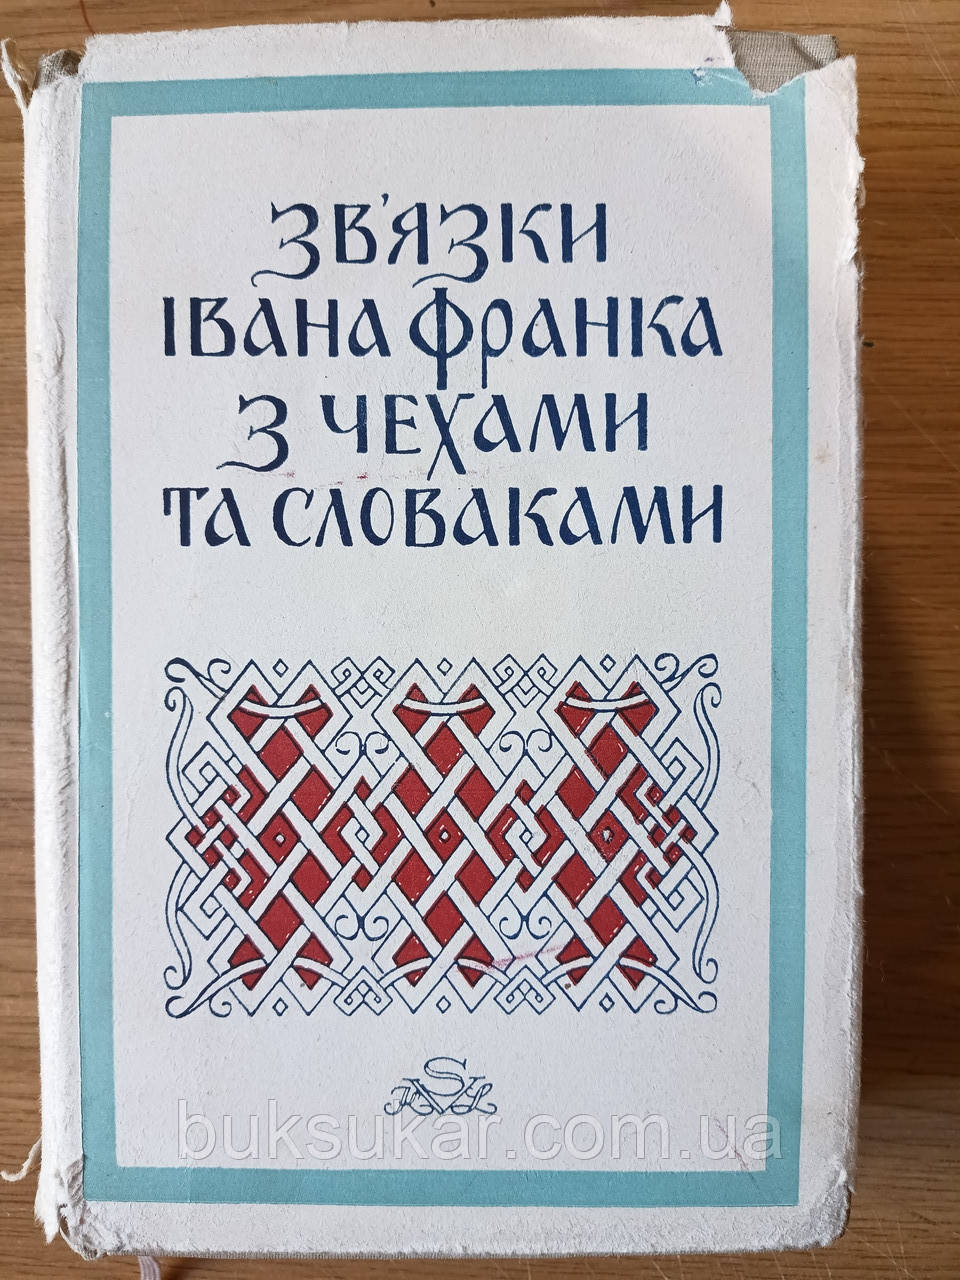 ЗВ'ЯЗКИ
ІВАНА ФРАНКА
З ЧЕХАМИ
ТА СЛОВАКАМИ
buksukar.com.ua